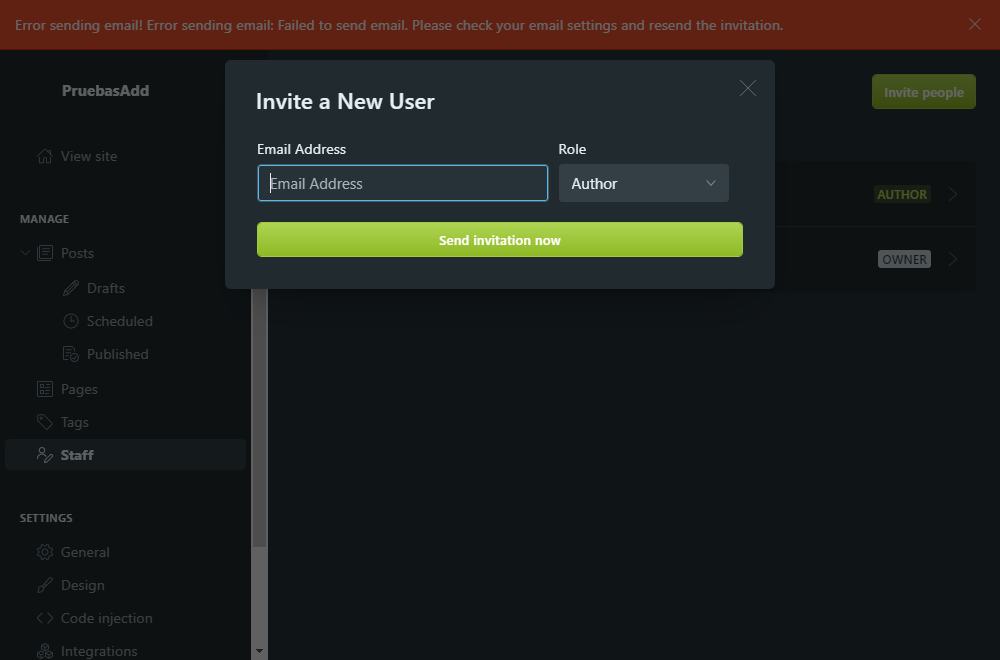 Error sending email! Error sending email: Failed to send email. Please check your email settings and resend the invitation.
PruebasAdd
Invite people
Invite a New User
Email Address
Role
Email Address
Author
Send invitation now
View site
MANAGE
Posts
Drafts
Scheduled
Published
Pages
Tags
Staff
SETTINGS
General
Design
Code injection
Integrations
AUTHOR
OWNER